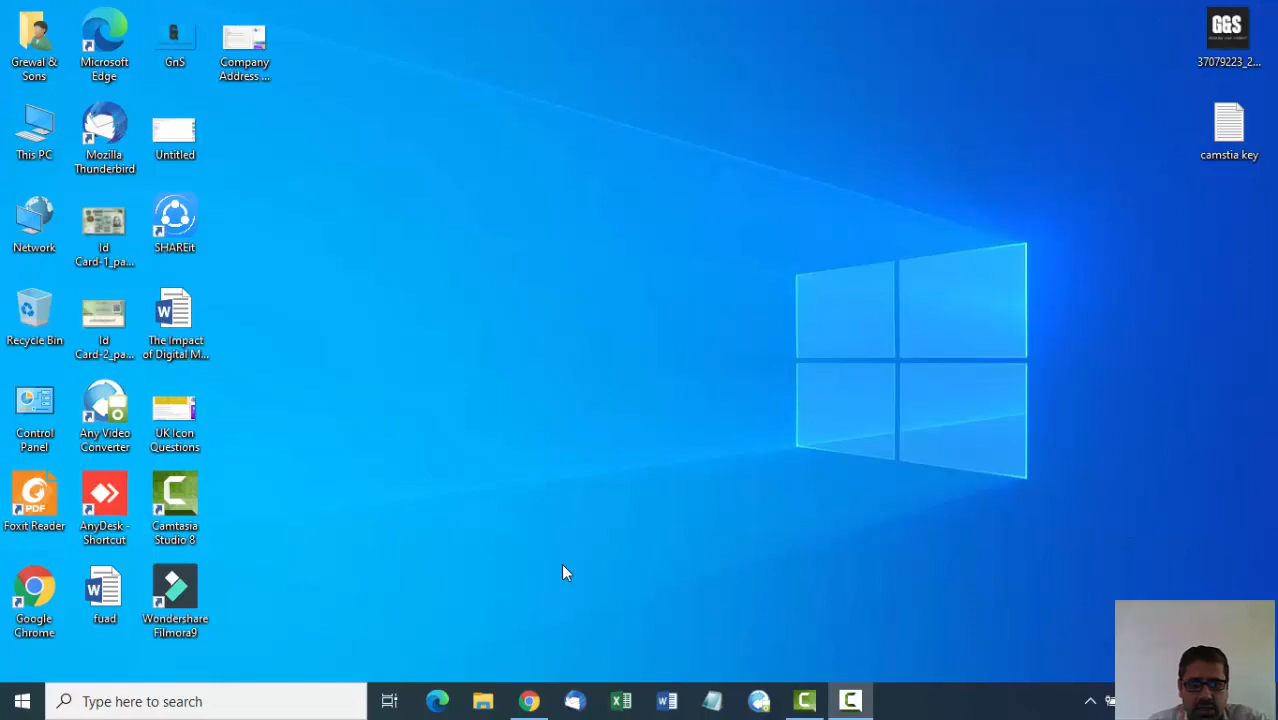 Grewal &
Sons
Microsoft
Edge
GnS
Company
Address ...
G&S
37079223_2...
This PC
Mozilla
Thunderbird
Untitled
camstia key
Network
Id
Card-1_pa...
SHAREit
Recycle Bin
Id
Card-2_pa...
The Impact
of Digital M...
Control
Panel
Any Video
Converter
UK Icon
Questions
PDF
Foxit Reader
AnyDesk -
Shortcut
Camtasia
Studio 8
Google
Chrome
fuad
Wondershare
Filmora9
Type here to search